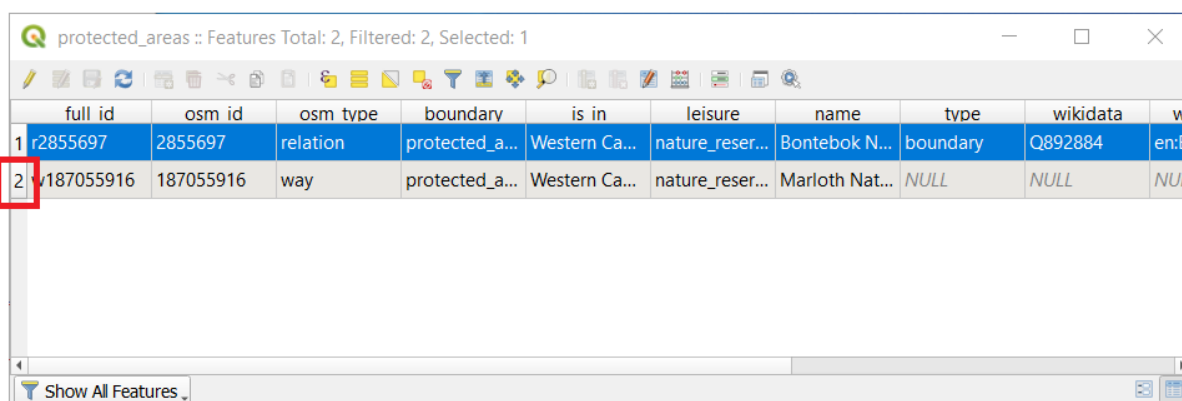 protected_areas :: Features Total: 2, Filtered: 2, Selected: 1
full_id osm_id osm_type boundary is_in leisure name type wikidata
1 r2855697 2855697 relation protected_a... Western Ca... nature_reser... Bontebok N... boundary Q892884 en:
2 w187055916 187055916 way protected_a... Western Ca... nature_reser... Marloth Nat... NULL NULL NU
Show All Features